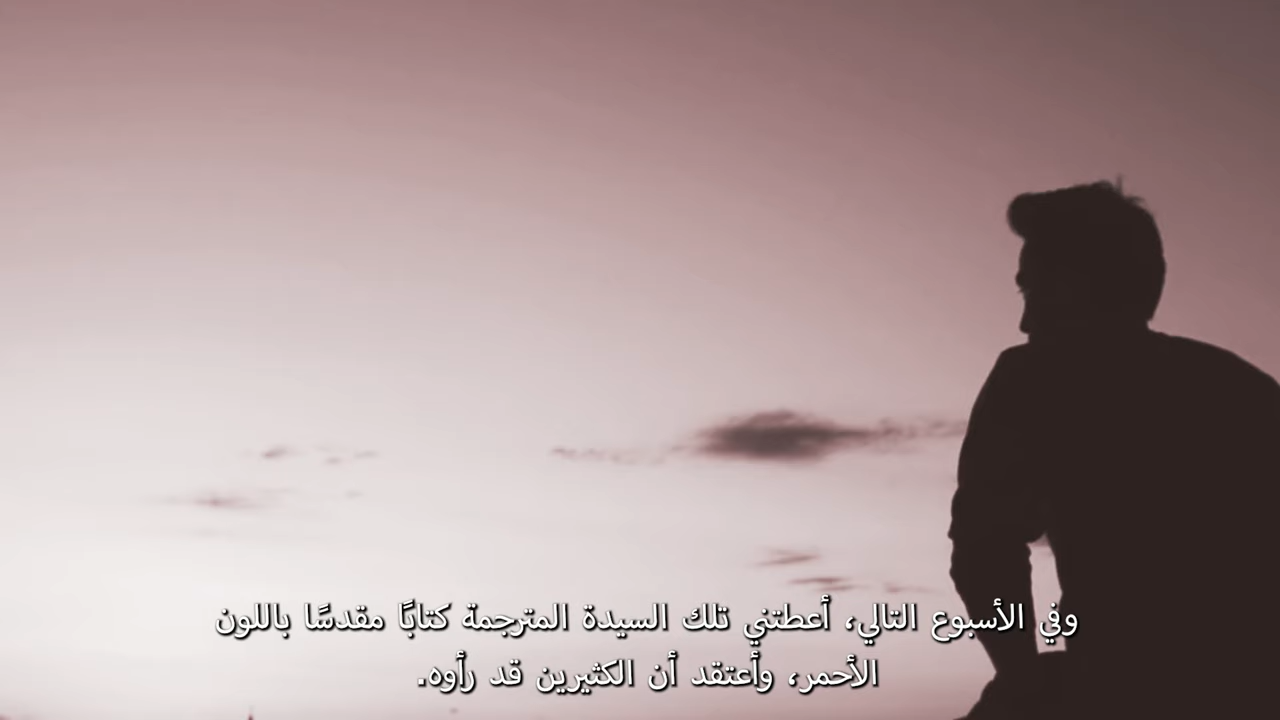 وفي الأسبوع التالي، أعطتني تلك السيدة المترجمة كتابًا مقدسًا باللون
الأحمر، وأعتقد أن الكثيرين قد رأوه.